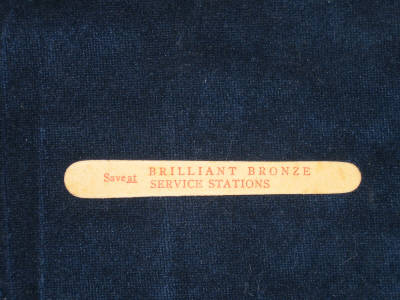 Save at BRILLIANT BRONZE
SERVICE STATIONS